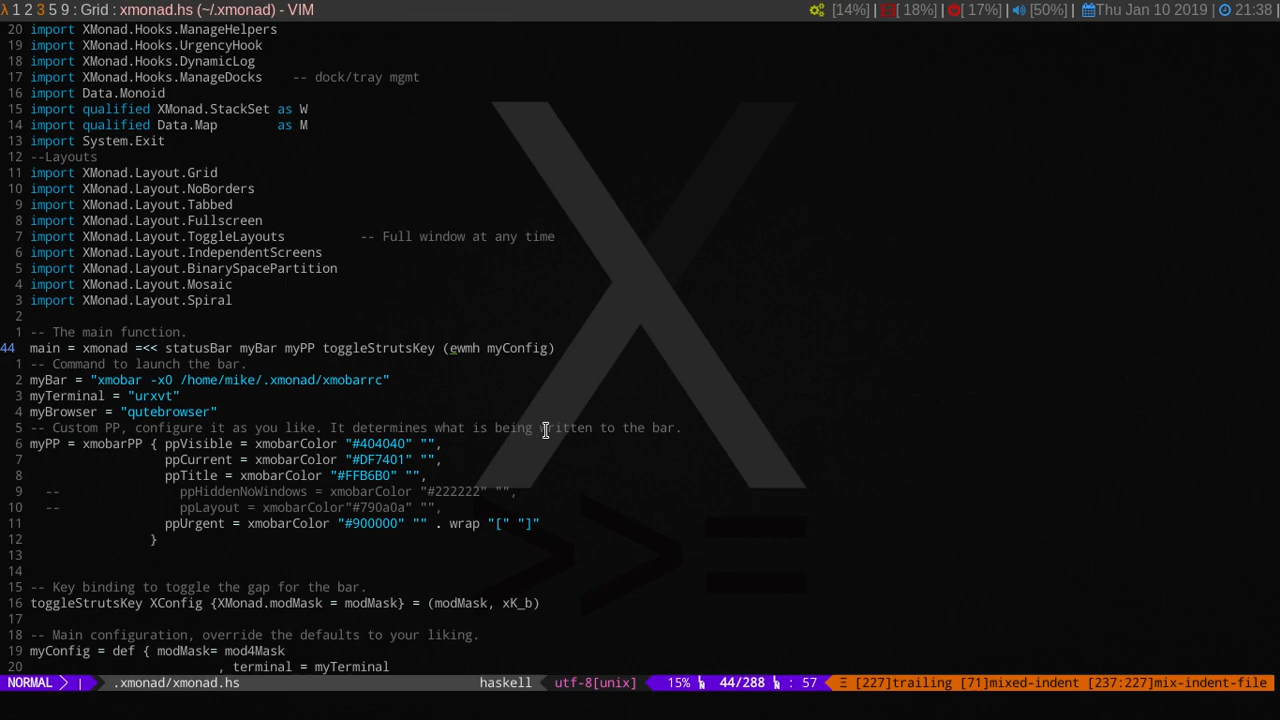 λ 1 2 3 5 9 : Grid : xmonad.hs (~/.xmonad) - VIM [14%] | [ 18%] | [ 17%] | [50%] | Thu Jan 10 2019 | 21:38
20 import XMonad.Hooks.ManageHelpers
19 import XMonad.Hooks.UrgencyHook
18 import XMonad.Hooks.DynamicLog
17 import XMonad.Hooks.ManageDocks    -- dock/tray mgmt
16 import Data.Monoid
15 import qualified XMonad.StackSet as W
14 import qualified Data.Map        as M
13 import System.Exit
12 --Layouts
11 import XMonad.Layout.Grid
10 import XMonad.Layout.NoBorders
9 import XMonad.Layout.Tabbed
8 import XMonad.Layout.Fullscreen
7 import XMonad.Layout.ToggleLayouts          -- Full window at any time
6 import XMonad.Layout.IndependentScreens
5 import XMonad.Layout.BinarySpacePartition
4 import XMonad.Layout.Mosaic
3 import XMonad.Layout.Spiral
2
1 -- The main function.
44 main = xmonad =<< statusBar myBar myPP toggleStrutsKey (ewmh myConfig)
1 -- Command to launch the bar.
2 myBar = "xmobar -x0 /home/mike/.xmonad/xmobarrc"
3 myTerminal = "urxvt"
4 myBrowser = "qutebrowser"
5 -- Custom PP, configure it as you like. It determines what is being written to the bar.
6 myPP = xmobarPP { ppVisible = xmobarColor "#404040" "",
7                   ppCurrent = xmobarColor "#DF7401" "",
8                   ppTitle = xmobarColor "#FFB6B0" "",
9   --                ppHiddenNoWindows = xmobarColor "#222222" "",
10   --                ppLayout = xmobarColor"#790a0a" "",
11                   ppUrgent = xmobarColor "#900000" "" . wrap "[" "]"
12                 }
13
14
15 -- Key binding to toggle the gap for the bar.
16 toggleStrutsKey XConfig {XMonad.modMask = modMask} = (modMask, xK_b)
17
18 -- Main configuration, override the defaults to your liking.
19 myConfig = def { modMask= mod4Mask
20                          , terminal = myTerminal
NORMAL | .xmonad/xmonad.hs haskell utf-8[unix] 15% 44/288 : 57 Ξ [227]trailing [71]mixed-indent [237:227]mix-indent-file